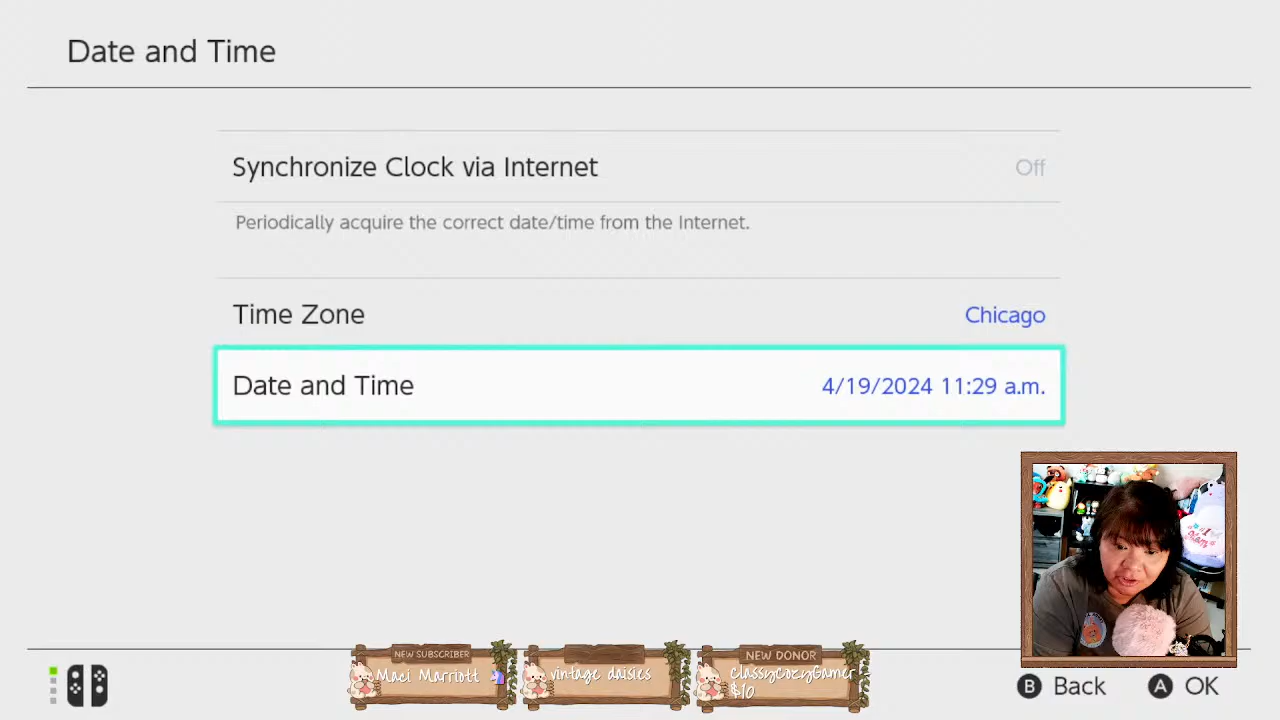 Date and Time
Synchronize Clock via Internet
Off
Periodically acquire the correct date/time from the Internet.
Time Zone
Chicago
Date and Time
4/19/2024 11:29 a.m.
NEW SUBSCRIBER
Maci Marriott
vintage daisies
NEW DONOR
classyCozyGamer
$10
B Back
A OK